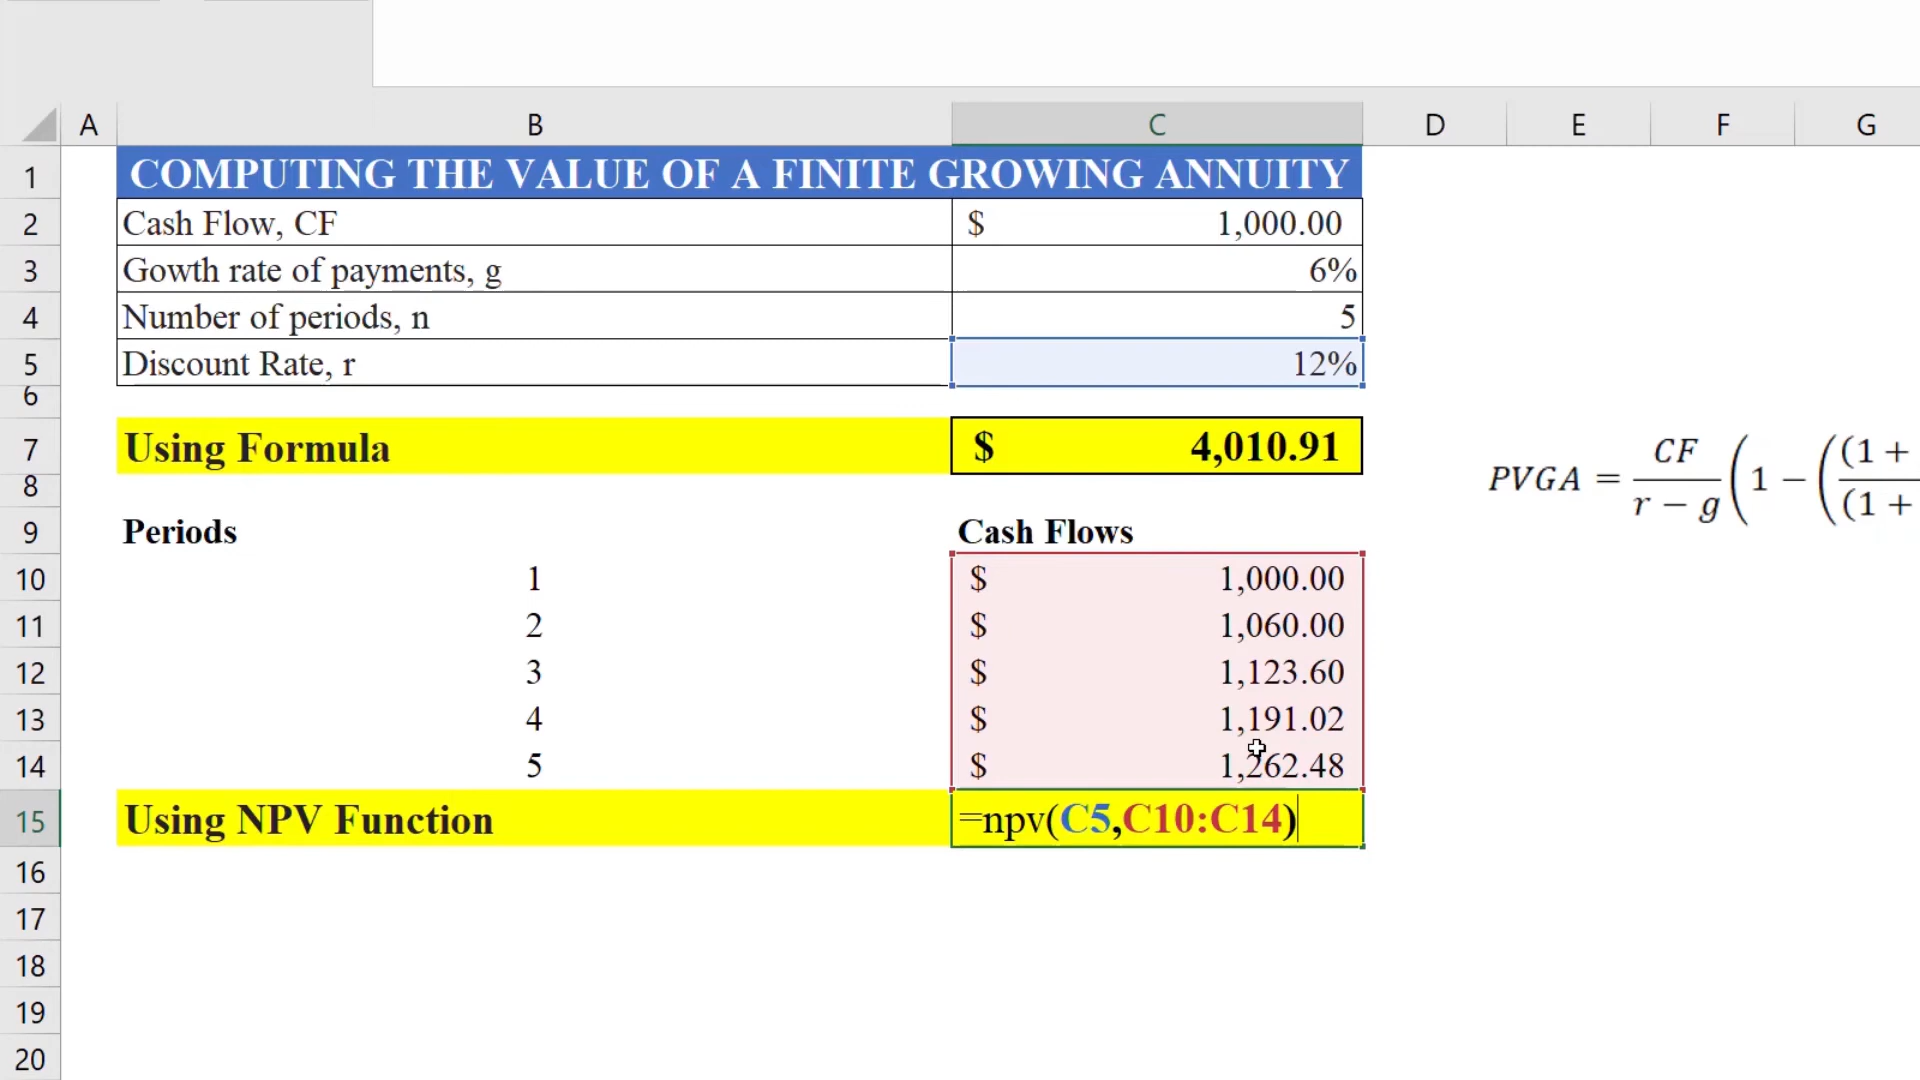 A B C D E F G
1 COMPUTING THE VALUE OF A FINITE GROWING ANNUITY
2 Cash Flow, CF $ 1,000.00
3 Gowth rate of payments, g 6%
4 Number of periods, n 5
5 Discount Rate, r 12%
6
7 Using Formula $ 4,010.91 PVGA = CF / r − g (1 − ((1 + / (1 +
8
9 Periods Cash Flows
10 1 $ 1,000.00
11 2 $ 1,060.00
12 3 $ 1,123.60
13 4 $ 1,191.02
14 5 $ 1,262.48
15 Using NPV Function =npv(C5,C10:C14)
16
17
18
19
20